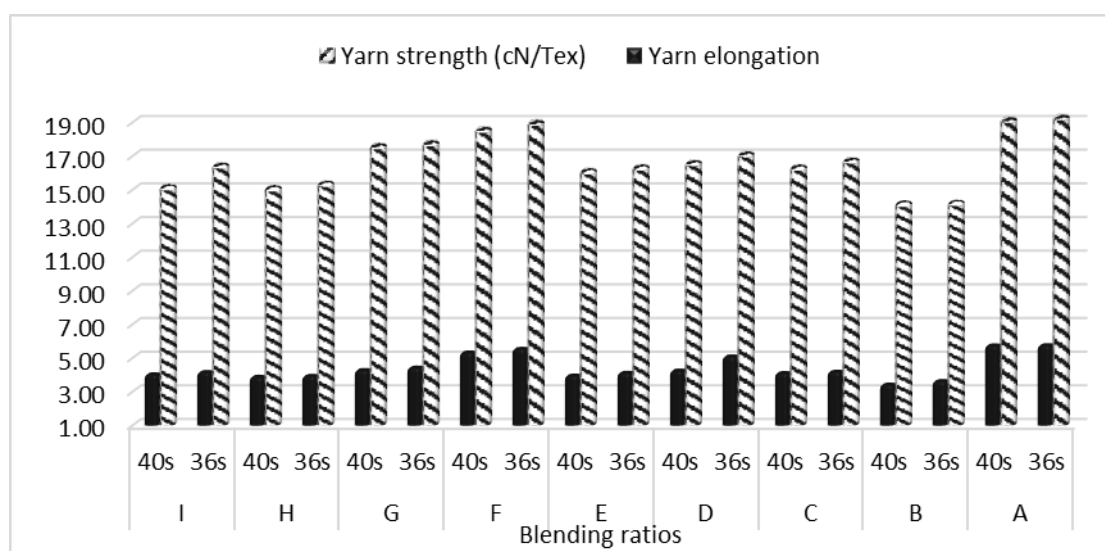 Yarn strength (cN/Tex) Yarn elongation
19.00
17.00
15.00
13.00
11.00
9.00
7.00
5.00
3.00
1.00
40s 36s 40s 36s 40s 36s 40s 36s 40s 36s 40s 36s 40s 36s 40s 36s 40s 36s
I H G F E D C B A
Blending ratios